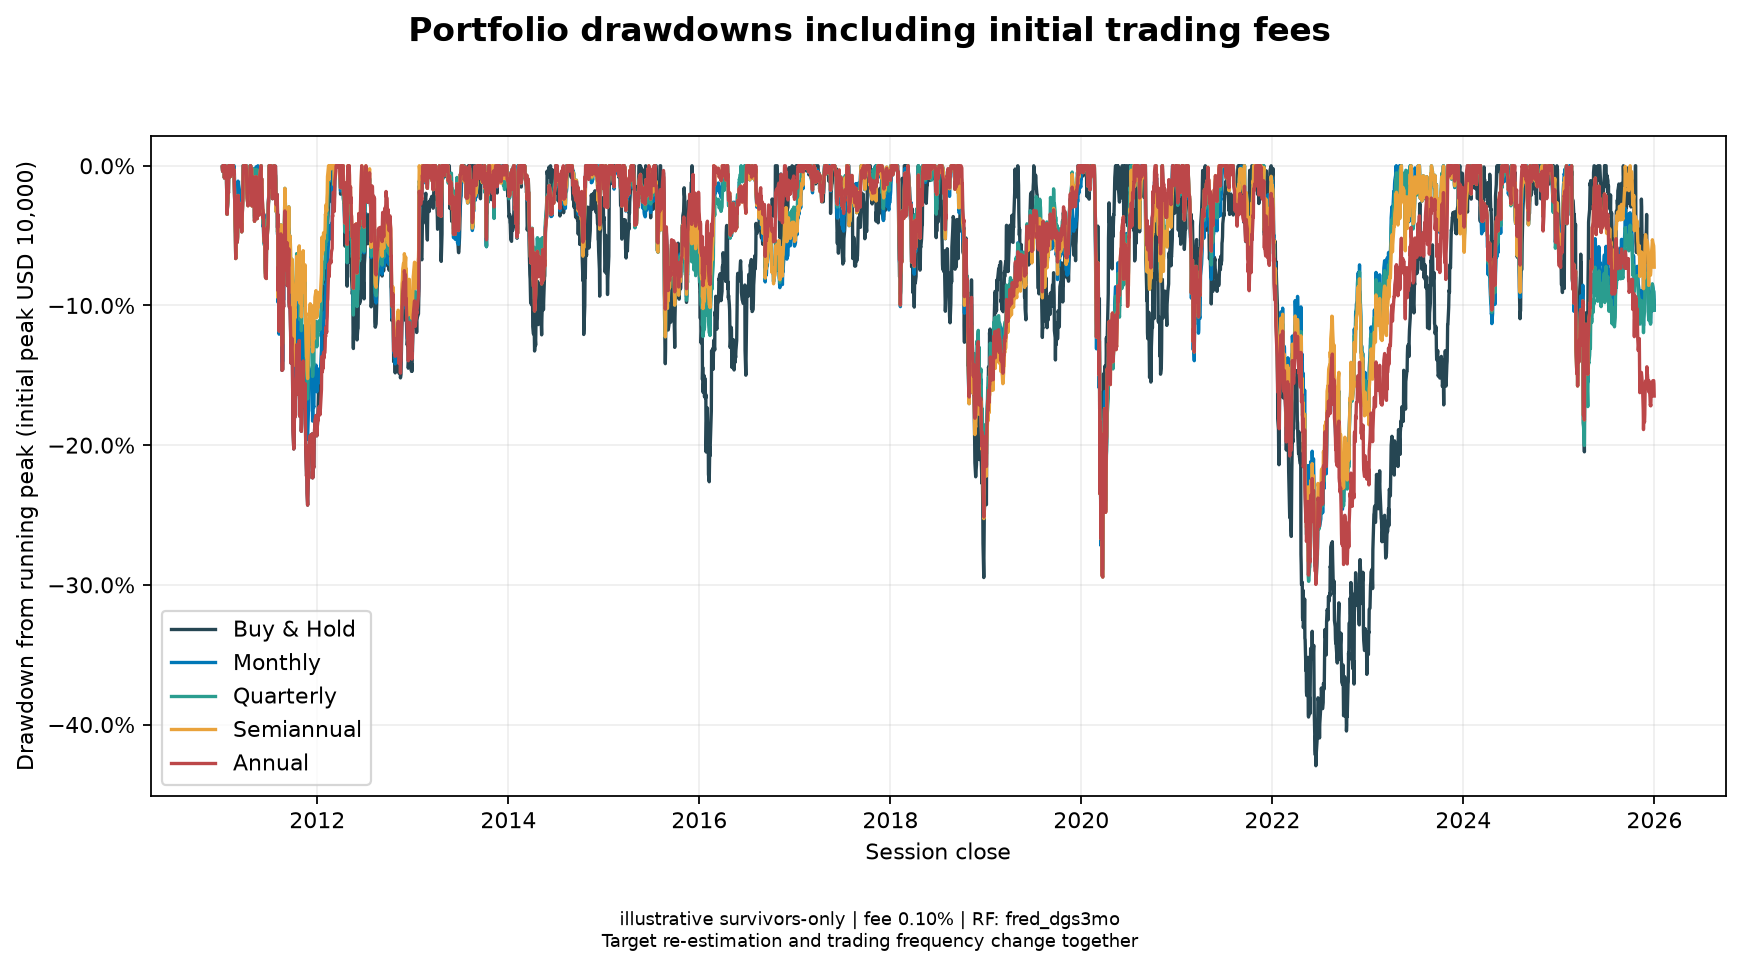 Portfolio drawdowns including initial trading fees
Drawdown from running peak (initial peak USD 10,000)
0.0%
−10.0%
−20.0%
−30.0%
−40.0%
Buy & Hold
Monthly
Quarterly
Semiannual
Annual
2012 2014 2016 2018 2020 2022 2024 2026
Session close
illustrative survivors-only | fee 0.10% | RF: fred_dgs3mo
Target re-estimation and trading frequency change together